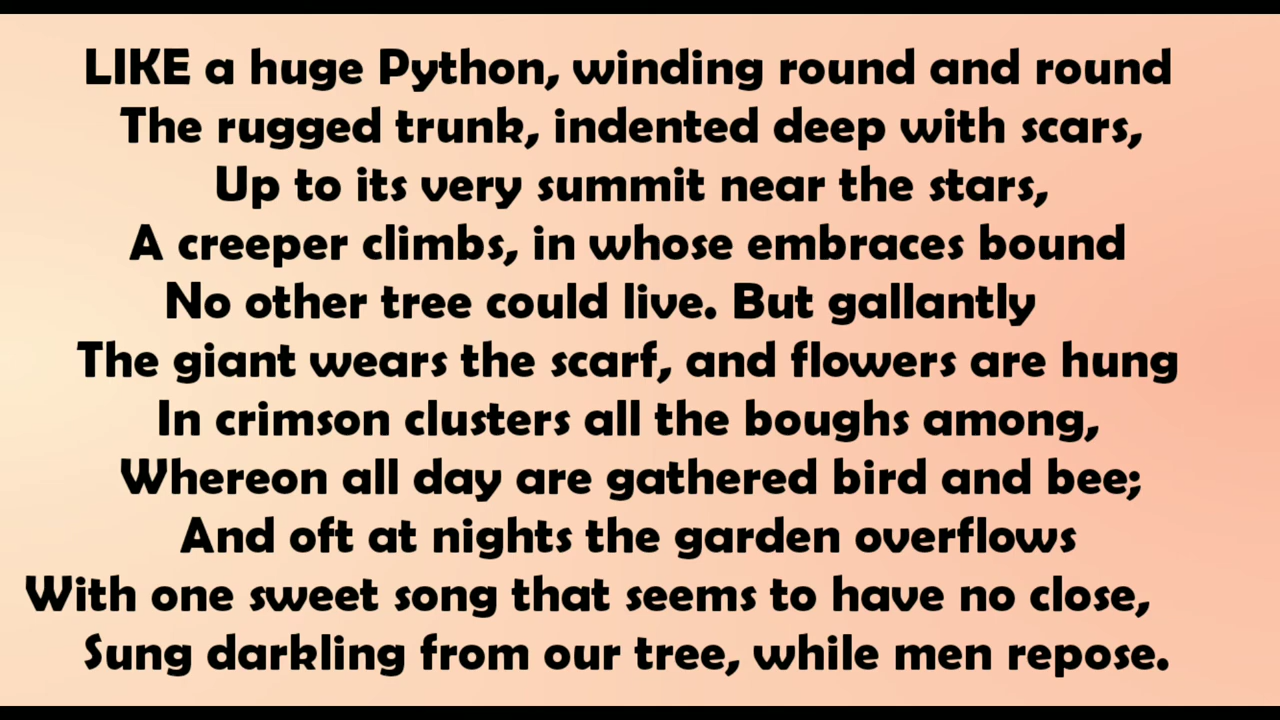 LIKE a huge Python, winding round and round
The rugged trunk, indented deep with scars,
Up to its very summit near the stars,
A creeper climbs, in whose embraces bound
No other tree could live. But gallantly
The giant wears the scarf, and flowers are hung
In crimson clusters all the boughs among,
Whereon all day are gathered bird and bee;
And oft at nights the garden overflows
With one sweet song that seems to have no close,
Sung darkling from our tree, while men repose.